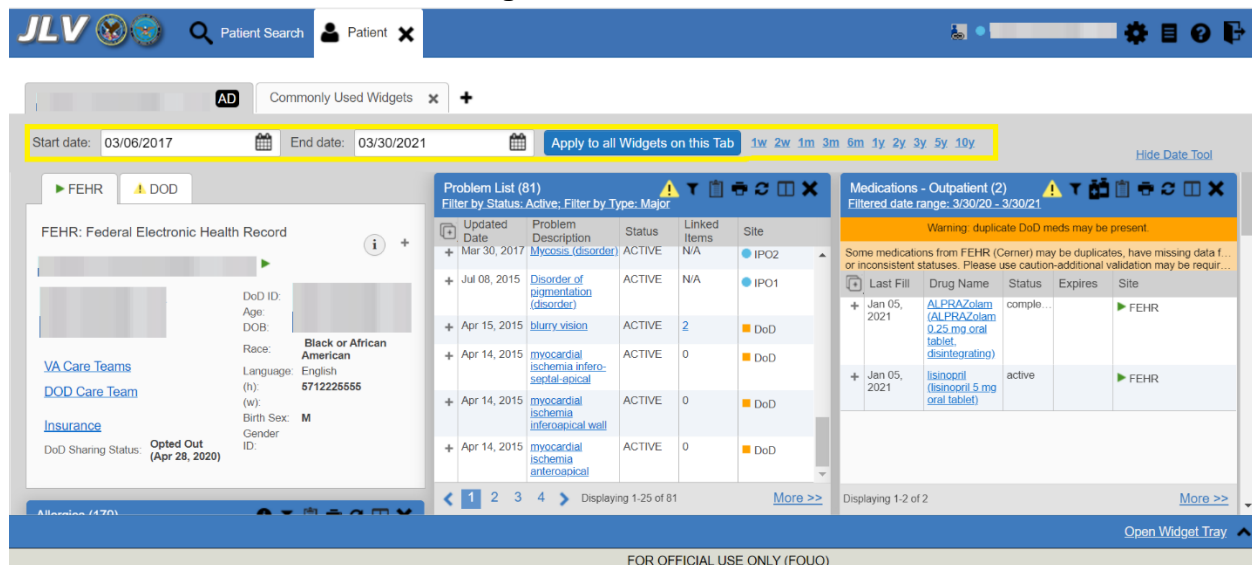 JLV Patient Search Patient
AD Commonly Used Widgets
Start date: 03/06/2017 End date: 03/30/2021 Apply to all Widgets on this Tab 1w 2w 1m 3m 6m 1y 2y 3y 5y 10y
Hide Date Tool
FEHR DOD
FEHR: Federal Electronic Health Record
DoD ID:
Age:
DOB:
Race: Black or African American
Language: English
(h): 5712225555
(w):
Birth Sex: M
Gender ID:
VA Care Teams
DOD Care Team
Insurance
DoD Sharing Status: Opted Out
(Apr 28, 2020)
Allergies (170)
Problem List (81)
Filter by Status: Active; Filter by Type: Major
Updated Date Problem Description Status Linked Items Site
Mar 30, 2017 Mycosis (disorder) ACTIVE N/A IPO2
Jul 08, 2015 Disorder of pigmentation (disorder) ACTIVE N/A IPO1
Apr 15, 2015 blurry vision ACTIVE 2 DoD
Apr 14, 2015 myocardial ischemia infero-septal-apical ACTIVE 0 DoD
Apr 14, 2015 myocardial ischemia inferoapical wall ACTIVE 0 DoD
Apr 14, 2015 myocardial ischemia anteroapical ACTIVE 0 DoD
1 2 3 4 Displaying 1-25 of 81 More >>
Medications - Outpatient (2)
Filtered date range: 3/30/20 - 3/30/21
Warning: duplicate DoD meds may be present.
Some medications from FEHR (Cerner) may be duplicates, have missing data f...
or inconsistent statuses. Please use caution-additional validation may be requir...
Last Fill Drug Name Status Expires Site
Jan 05, 2021 ALPRAZolam (ALPRAZolam 0.25 mg oral tablet, disintegrating) comple... FEHR
Jan 05, 2021 lisinopril (lisinopril 5 mg oral tablet) active FEHR
Displaying 1-2 of 2 More >>
Open Widget Tray
FOR OFFICIAL USE ONLY (FOUO)